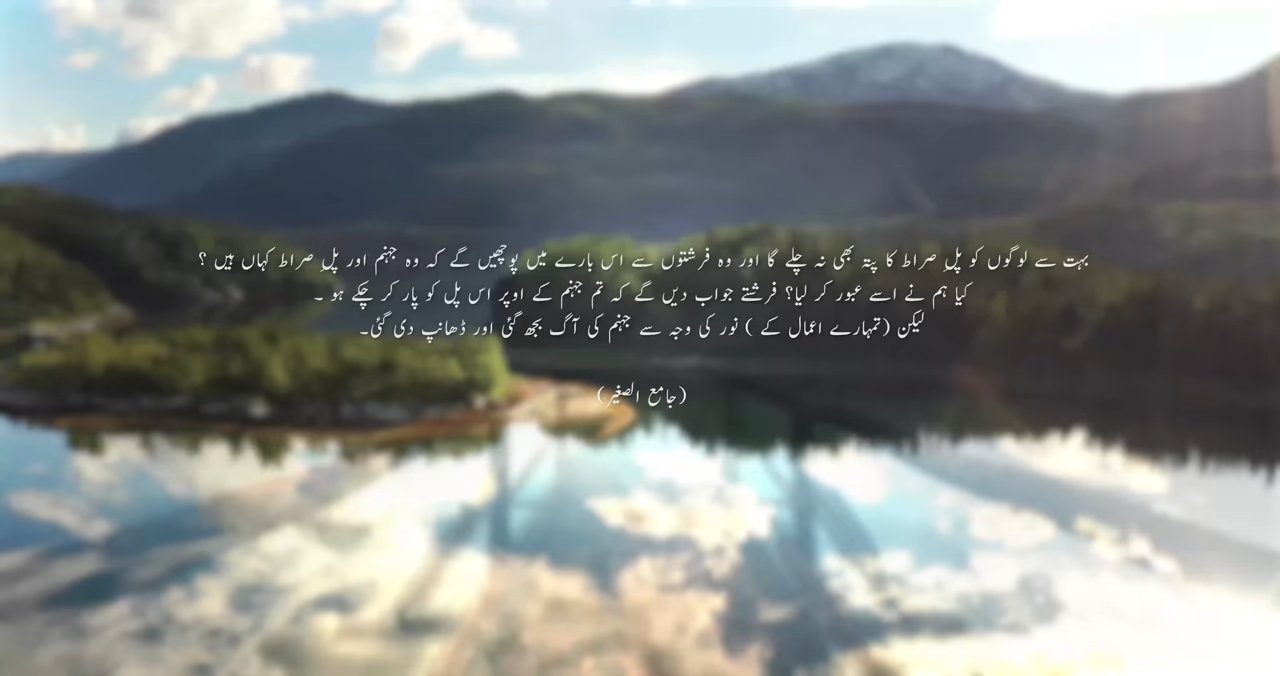 بہت سے لوگوں کو پلِ صراط کا پتہ بھی نہ چلے گا اور وہ فرشتوں سے اس بارے میں پوچھیں گے کہ وہ جہنم اور پلِ صراط کہاں ہیں ؟
کیا ہم نے اسے عبور کر لیا؟ فرشتے جواب دیں گے کہ تم جہنم کے اوپر اس پل کو پار کر چکے ہو ۔
لیکن (تمہارے اعمال کے ) نور کی وجہ سے جہنم کی آگ بجھ گئی اور ڈھانپ دی گئی۔
(جامع الصغیر)